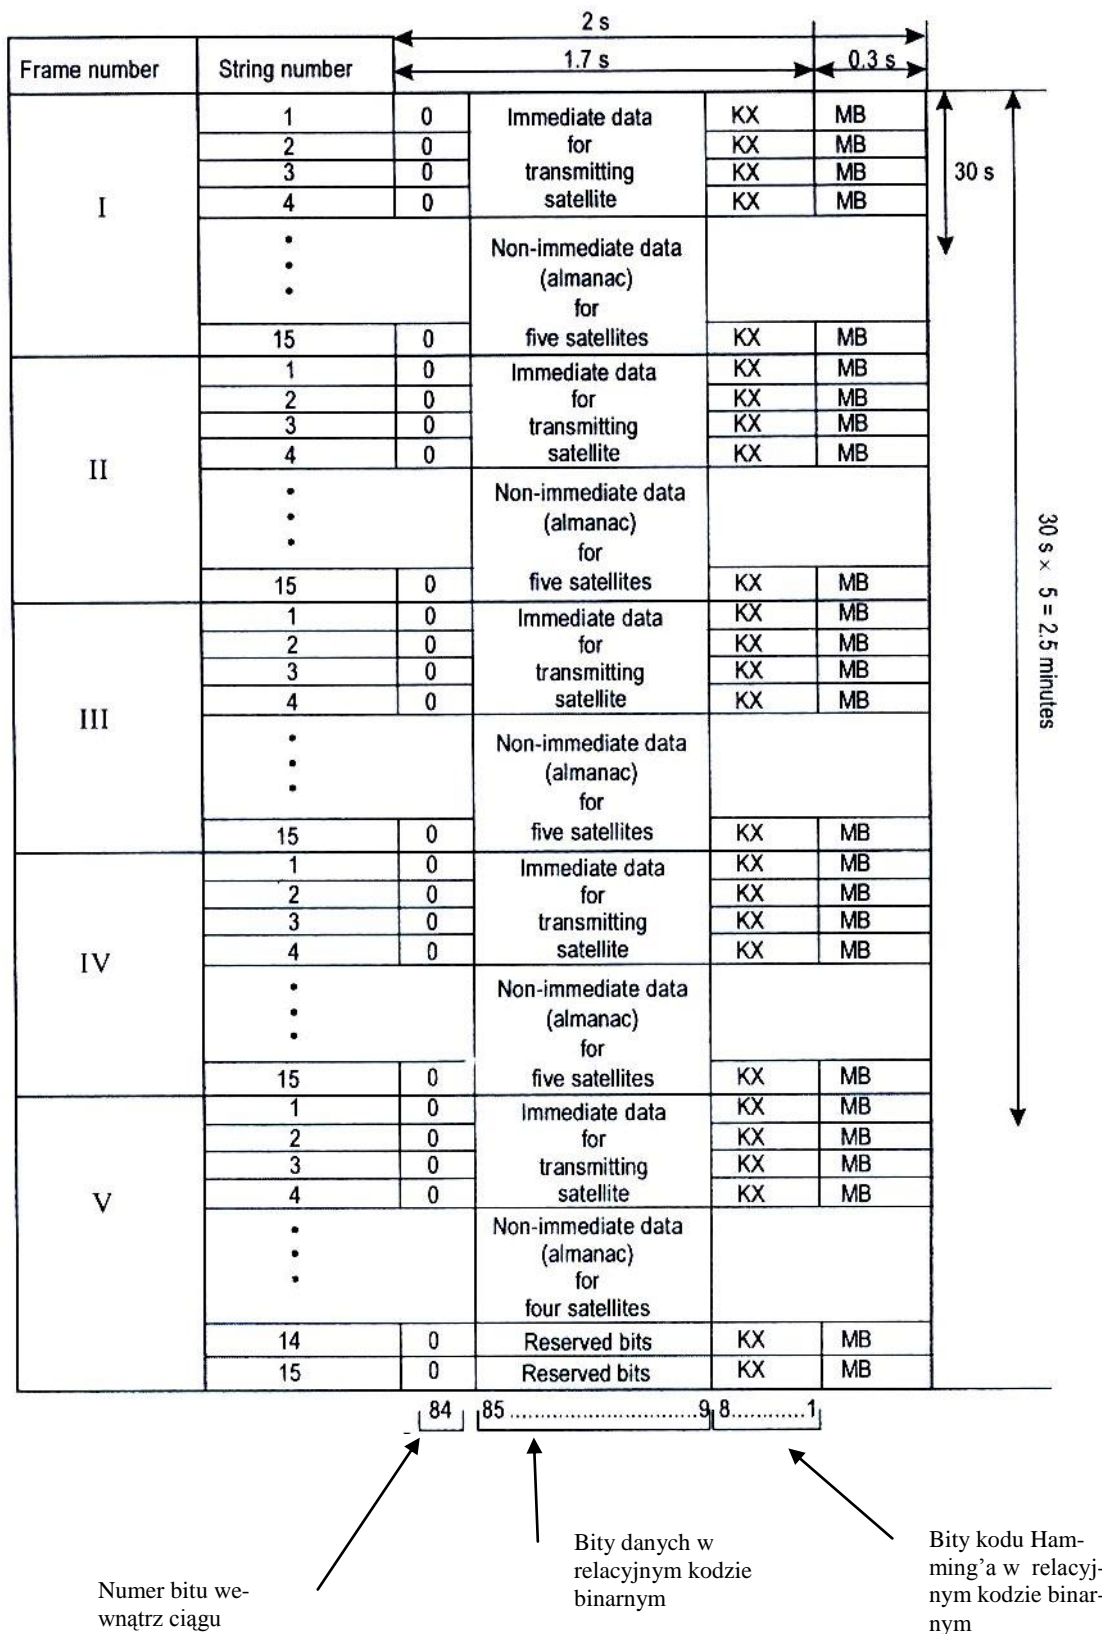 2 s
1.7 s
0.3 s
Frame number String number
1 0 Immediate data KX MB
2 0 for KX MB
3 0 transmitting KX MB
4 0 satellite KX MB
30 s
I
Non-immediate data
(almanac)
for
15 0 five satellites KX MB
1 0 Immediate data KX MB
2 0 for KX MB
3 0 transmitting KX MB
4 0 satellite KX MB
II
Non-immediate data
(almanac)
for
15 0 five satellites KX MB
1 0 Immediate data KX MB
2 0 for KX MB
3 0 transmitting KX MB
4 0 satellite KX MB
III
Non-immediate data
(almanac)
for
15 0 five satellites KX MB
30 s × 5 = 2.5 minutes
1 0 Immediate data KX MB
2 0 for KX MB
3 0 transmitting KX MB
4 0 satellite KX MB
IV
Non-immediate data
(almanac)
for
15 0 five satellites KX MB
1 0 Immediate data KX MB
2 0 for KX MB
3 0 transmitting KX MB
4 0 satellite KX MB
V
Non-immediate data
(almanac)
for
four satellites
14 0 Reserved bits KX MB
15 0 Reserved bits KX MB
84 85 ........................................ 9 8............1
Numer bitu we-
wnątrz ciągu
Bity danych w
relacyjnym kodzie
binarnym
Bity kodu Ham-
ming’a w relacyj-
nym kodzie binar-
nym